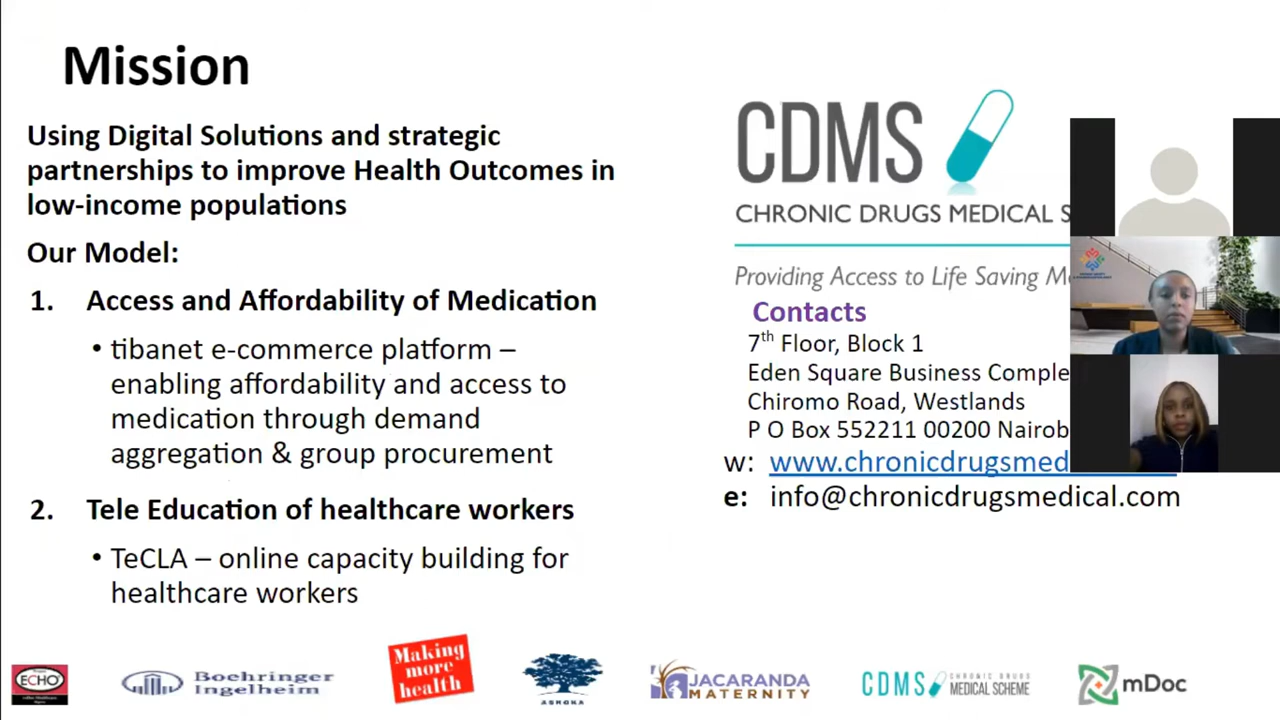 Mission
Using Digital Solutions and strategic
partnerships to improve Health Outcomes in
low-income populations
Our Model:
1. Access and Affordability of Medication
• tibanet e-commerce platform –
enabling affordability and access to
medication through demand
aggregation & group procurement
2. Tele Education of healthcare workers
• TeCLA – online capacity building for
healthcare workers
CDMS
CHRONIC DRUGS MEDICAL S
Providing Access to Life Saving M
Contacts
7th Floor, Block 1
Eden Square Business Comple
Chiromo Road, Westlands
P O Box 552211 00200 Nairob
w: www.chronicdrugsmed
e: info@chronicdrugsmedical.com
ECHO
Boehringer
Ingelheim
Making
more
health
ASHOKA
JACARANDA
MATERNITY
CDMS
CHRONIC DRUGS
MEDICAL SCHEME
mDoc